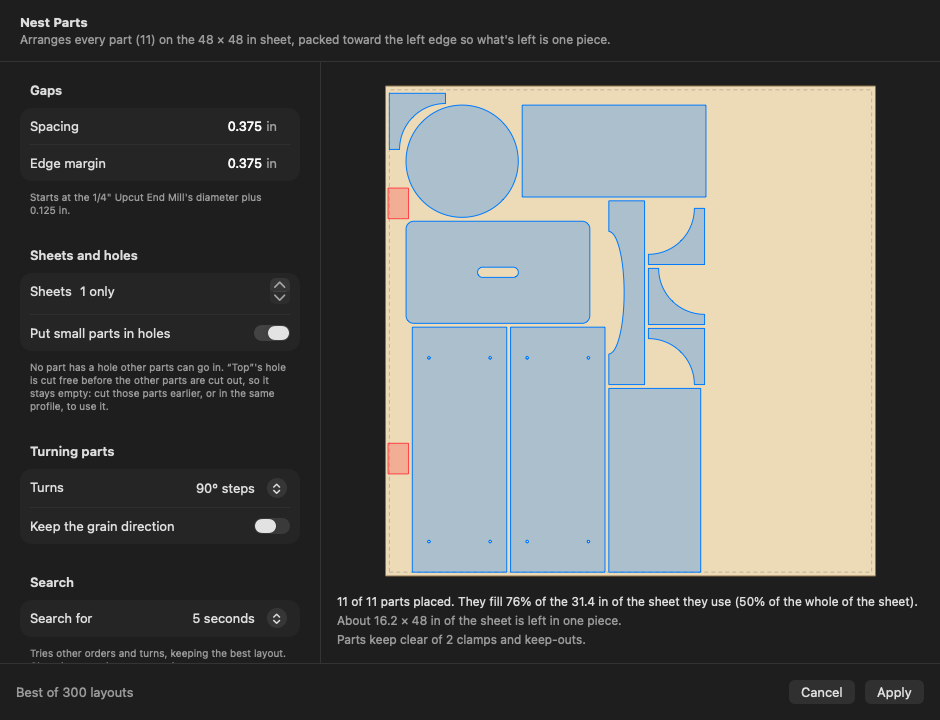 Nest Parts
Arranges every part (11) on the 48 × 48 in sheet, packed toward the left edge so what's left is one piece.
Gaps
Spacing 0.375 in
Edge margin 0.375 in
Starts at the 1/4" Upcut End Mill's diameter plus
0.125 in.
Sheets and holes
Sheets 1 only
Put small parts in holes
No part has a hole other parts can go in. "Top"'s hole
is cut free before the other parts are cut out, so it
stays empty: cut those parts earlier, or in the same
profile, to use it.
Turning parts
Turns 90° steps
Keep the grain direction
Search
Search for 5 seconds
Tries other orders and turns, keeping the best layout.
11 of 11 parts placed. They fill 76% of the 31.4 in of the sheet they use (50% of the whole of the sheet).
About 16.2 × 48 in of the sheet is left in one piece.
Parts keep clear of 2 clamps and keep-outs.
Best of 300 layouts
Cancel
Apply